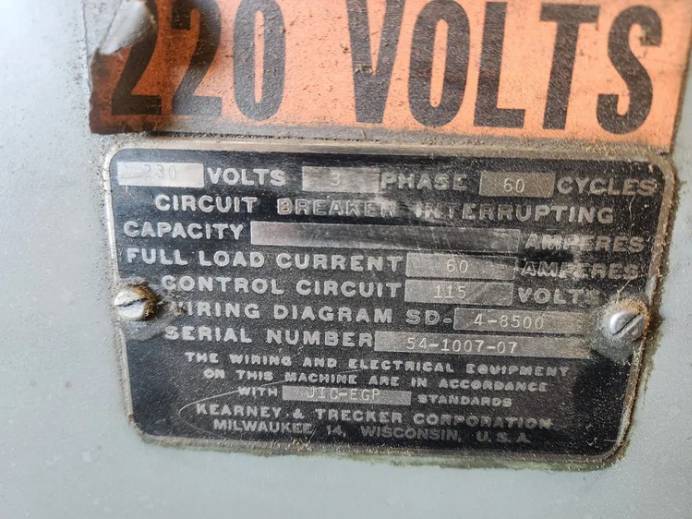 220 VOLTS
230 VOLTS 3 PHASE 60 CYCLES
CIRCUIT BREAKER INTERRUPTING
CAPACITY AMPERES
FULL LOAD CURRENT 60 AMPERES
CONTROL CIRCUIT 115 VOLTS
WIRING DIAGRAM SD- 4-8500
SERIAL NUMBER 54-1007-07
THE WIRING AND ELECTRICAL EQUIPMENT
ON THIS MACHINE ARE IN ACCORDANCE
WITH JIC-EGP STANDARDS
KEARNEY & TRECKER CORPORATION
MILWAUKEE 14, WISCONSIN, U.S.A.